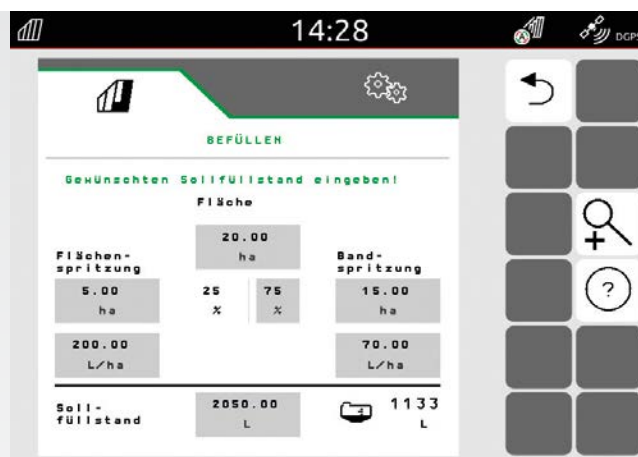 14:28
DGPS
BEFÜLLEN
Gewünschten Sollfüllstand eingeben!
Fläche
20.00
ha
Flächen-
spritzung
Band-
spritzung
5.00
ha
25
%
75
%
15.00
ha
200.00
L/ha
70.00
L/ha
Soll-
füllstand
2050.00
L
1133
L
?